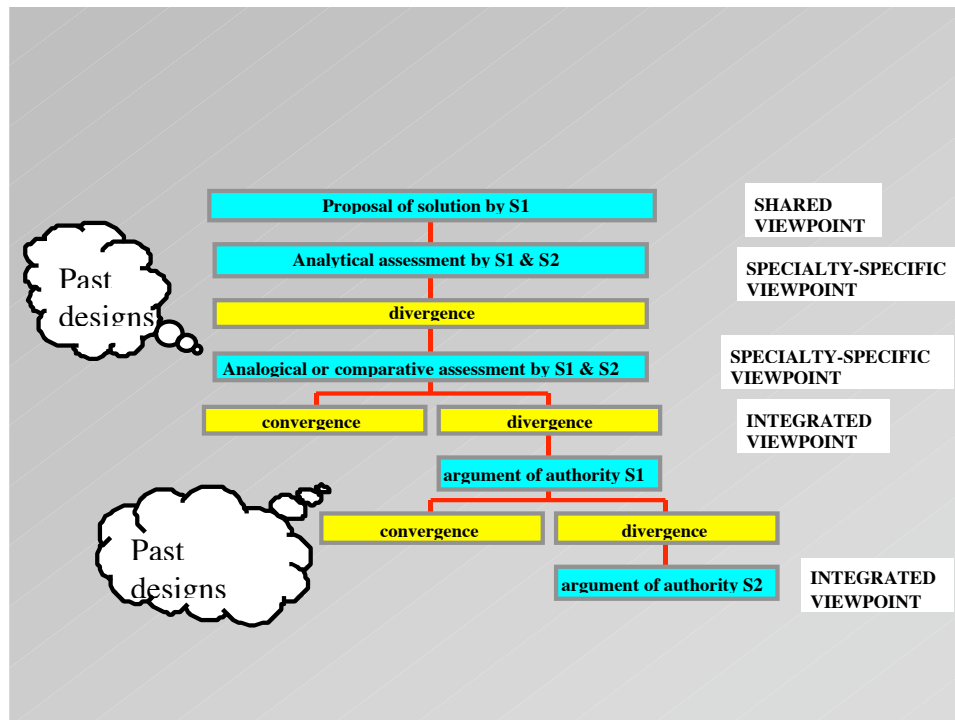 Proposal of solution by S1
SHARED
VIEWPOINT
Analytical assessment by S1 & S2
SPECIALTY-SPECIFIC
VIEWPOINT
Past
designs
divergence
Analogical or comparative assessment by S1 & S2
SPECIALTY-SPECIFIC
VIEWPOINT
convergence
divergence
INTEGRATED
VIEWPOINT
argument of authority S1
Past
designs
convergence
divergence
argument of authority S2
INTEGRATED
VIEWPOINT